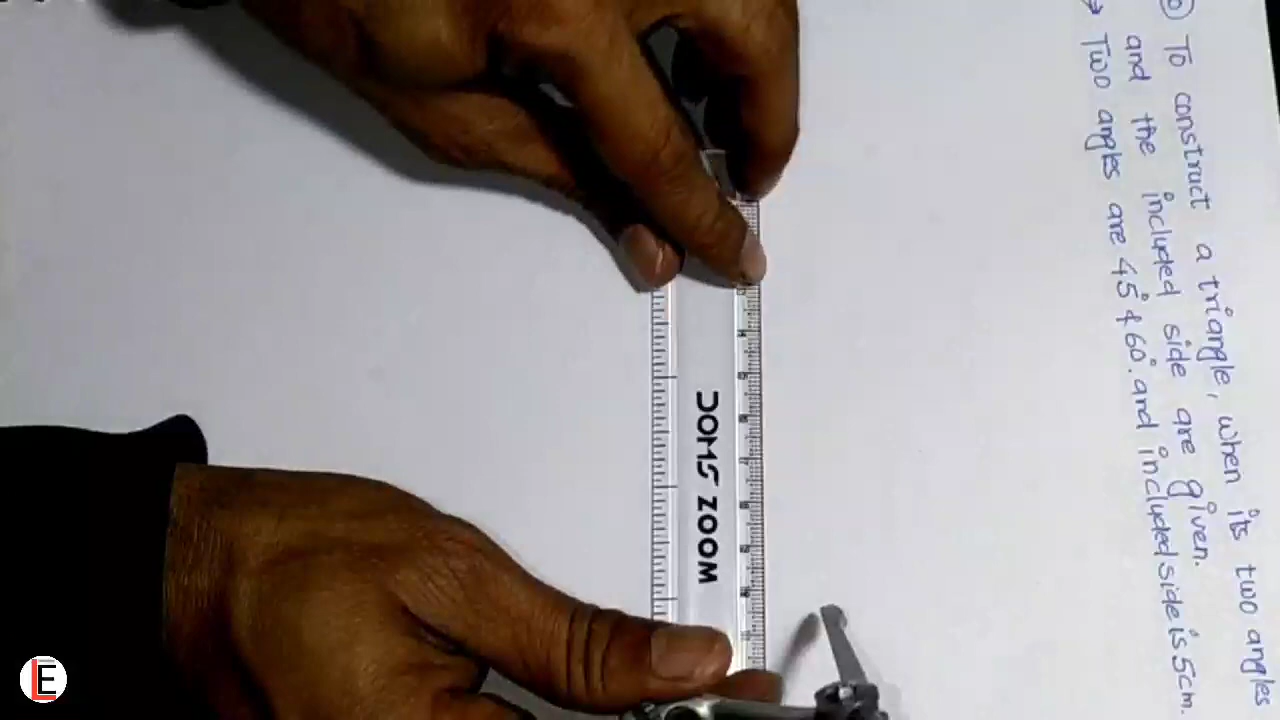 To construct a triangle, when its two angles
and the included side are given.
→ Two angles are 45° & 60°. and included side is 5cm.
DOMS ZOOM
LE